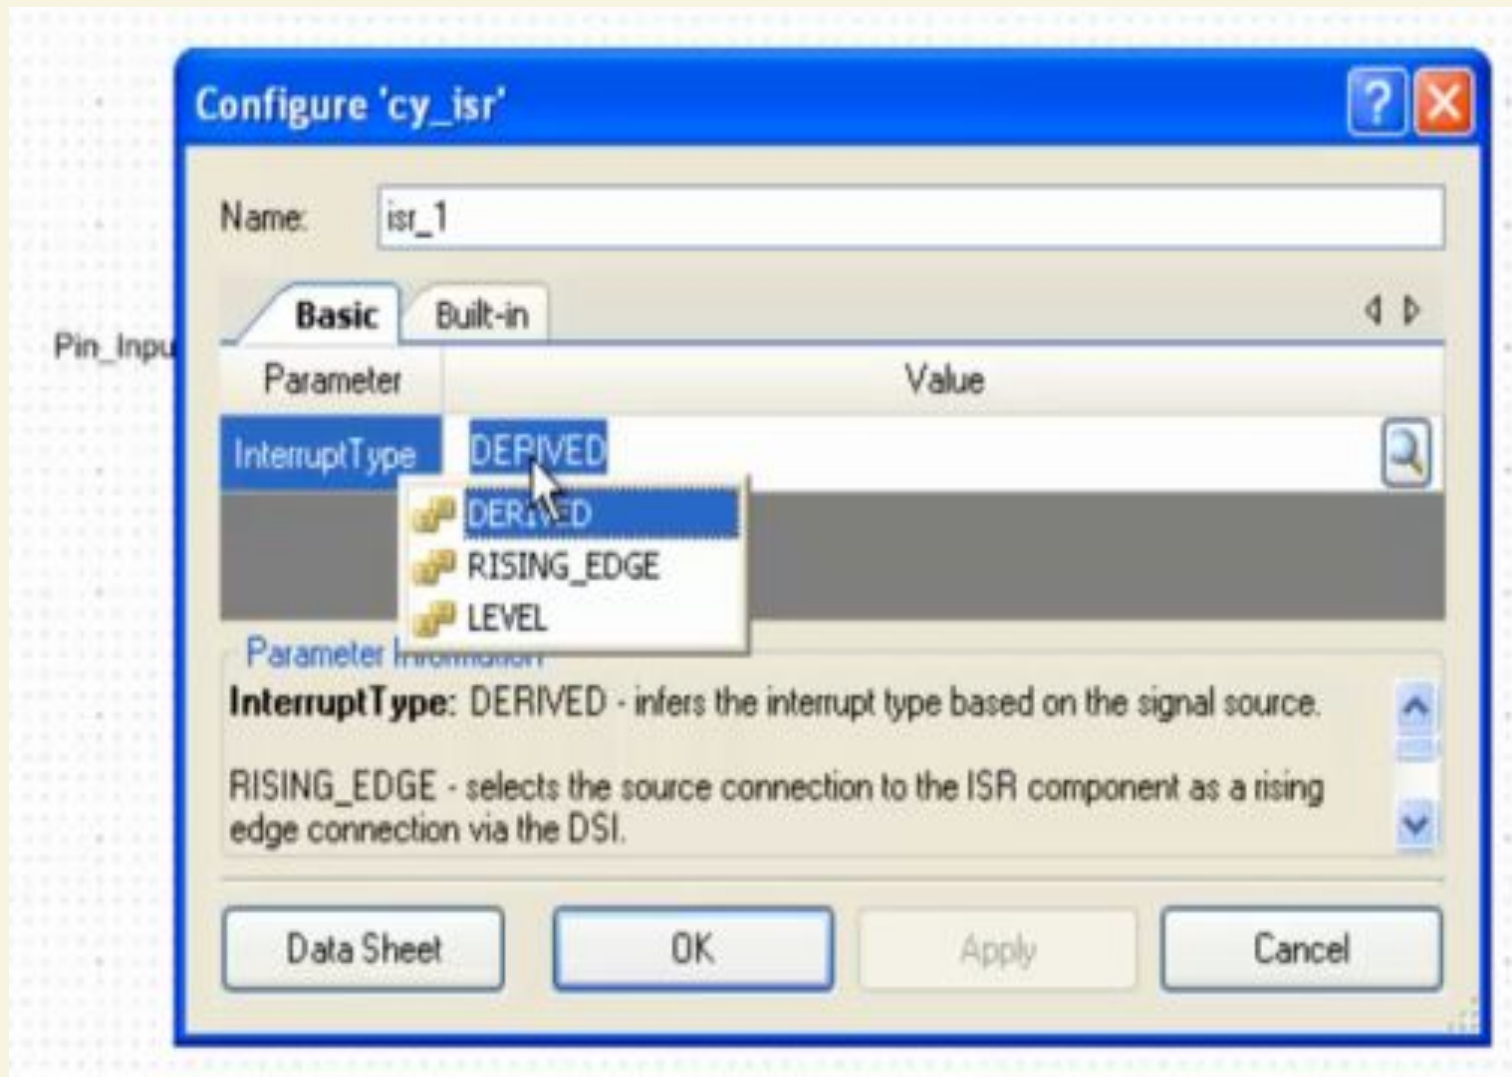 Configure 'cy_isr'
Name: isr_1
Basic Built-in
Pin_Inpu
Parameter Value
InterruptType DERIVED
DERIVED
RISING_EDGE
LEVEL
Parameter Information
InterruptType: DERIVED - infers the interrupt type based on the signal source.
RISING_EDGE - selects the source connection to the ISR component as a rising
edge connection via the DSI.
Data Sheet OK Apply Cancel